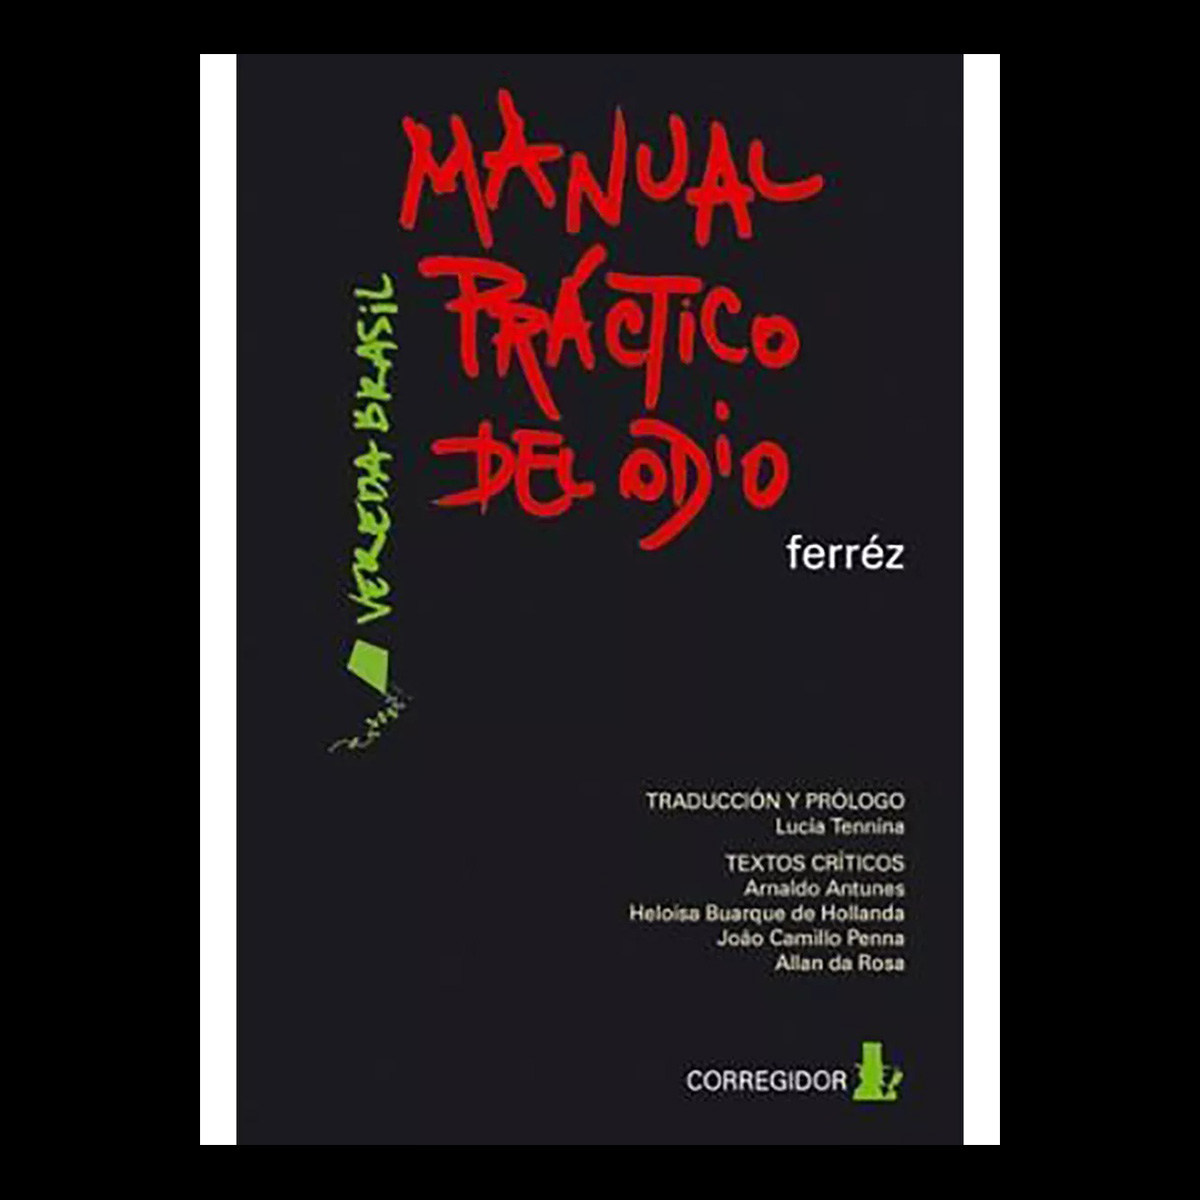 MANUAL
PRÁCTICO
DEL ODIO
ferréz
VEREDA BRASIL
TRADUCCIÓN Y PRÓLOGO
Lucía Tennina
TEXTOS CRÍTICOS
Arnaldo Antunes
Heloísa Buarque de Hollanda
João Camillo Penna
Allan da Rosa
CORREGIDOR